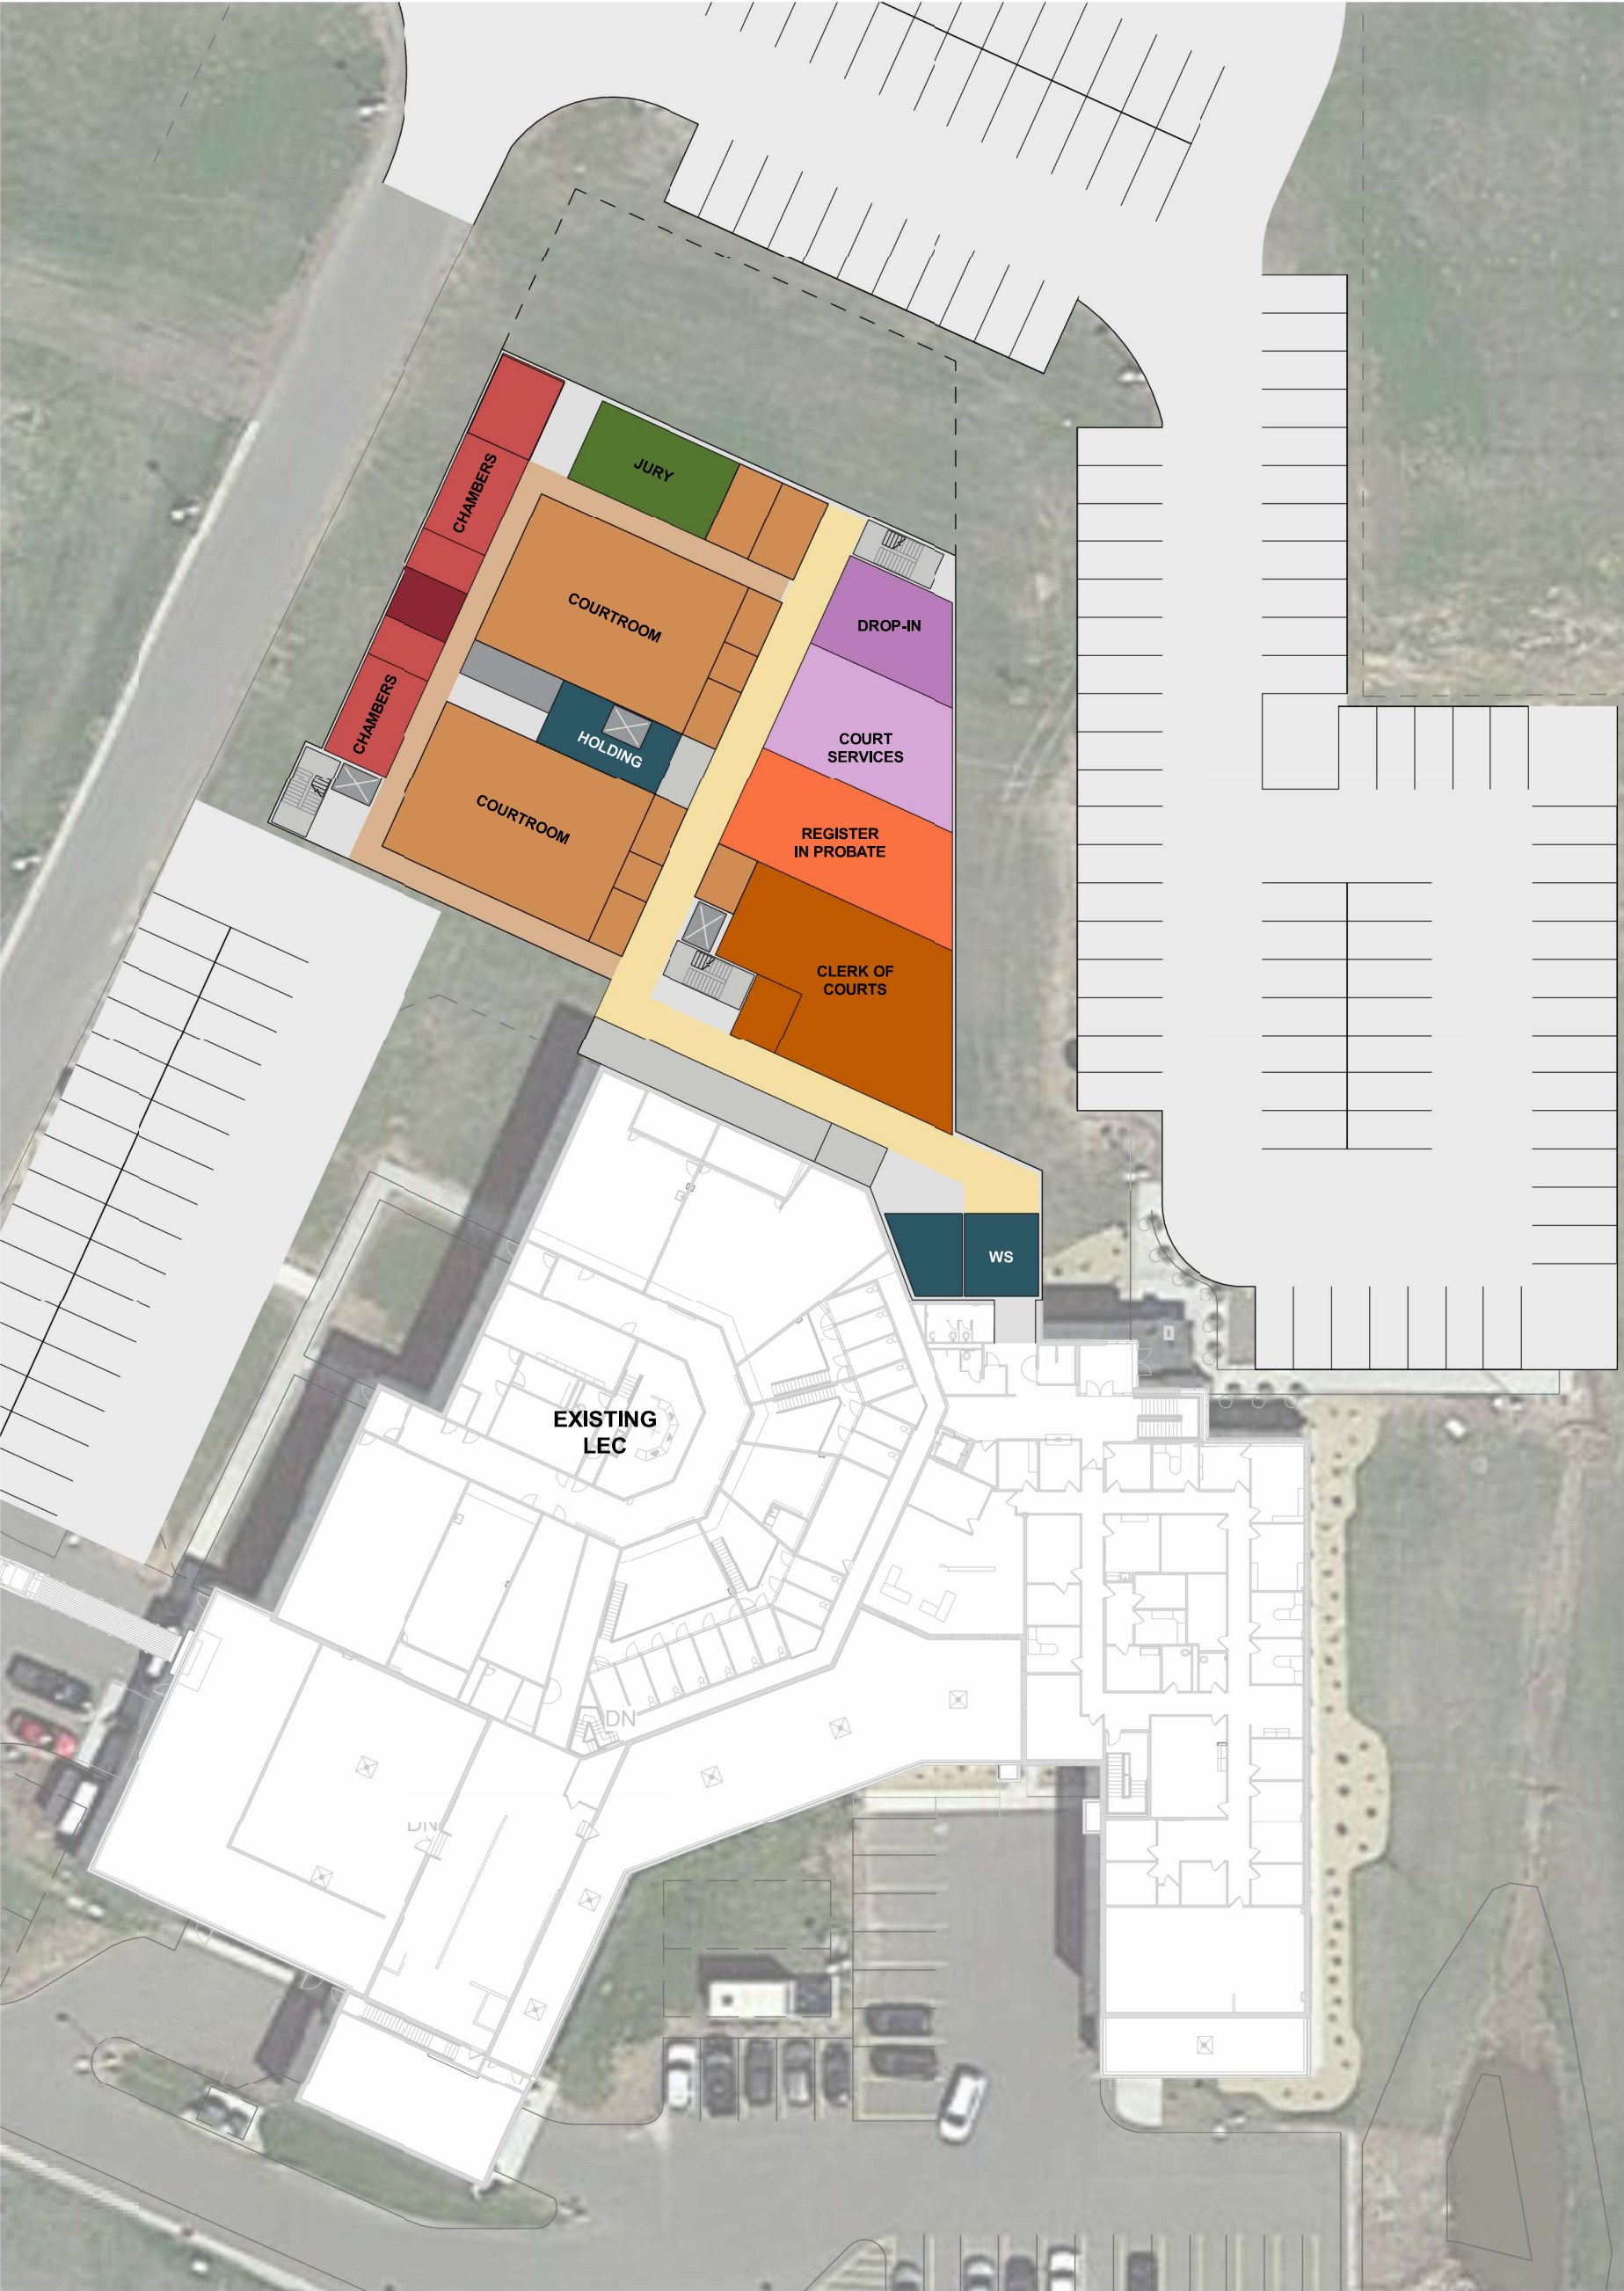 JURY
CHAMBERS
COURTROOM
DROP-IN
CHAMBERS
HOLDING
COURT
SERVICES
COURTROOM
REGISTER
IN PROBATE
CLERK OF
COURTS
WS
EXISTING
LEC
DN
DN